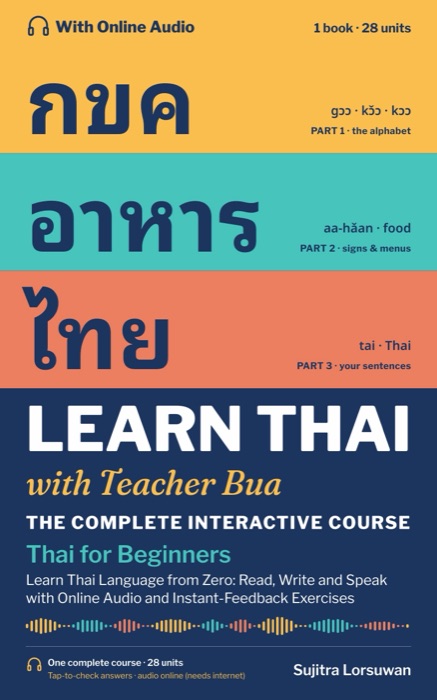 With Online Audio
1 book · 28 units
กขค
gɔɔ · kɔ̌ɔ · kɔɔ
PART 1 · the alphabet
อาหาร
aa-hǎan · food
PART 2 · signs & menus
ไทย
tai · Thai
PART 3 · your sentences
LEARN THAI
with Teacher Bua
THE COMPLETE INTERACTIVE COURSE
Thai for Beginners
Learn Thai Language from Zero: Read, Write and Speak
with Online Audio and Instant-Feedback Exercises
One complete course · 28 units
Tap-to-check answers · audio online (needs internet)
Sujitra Lorsuwan